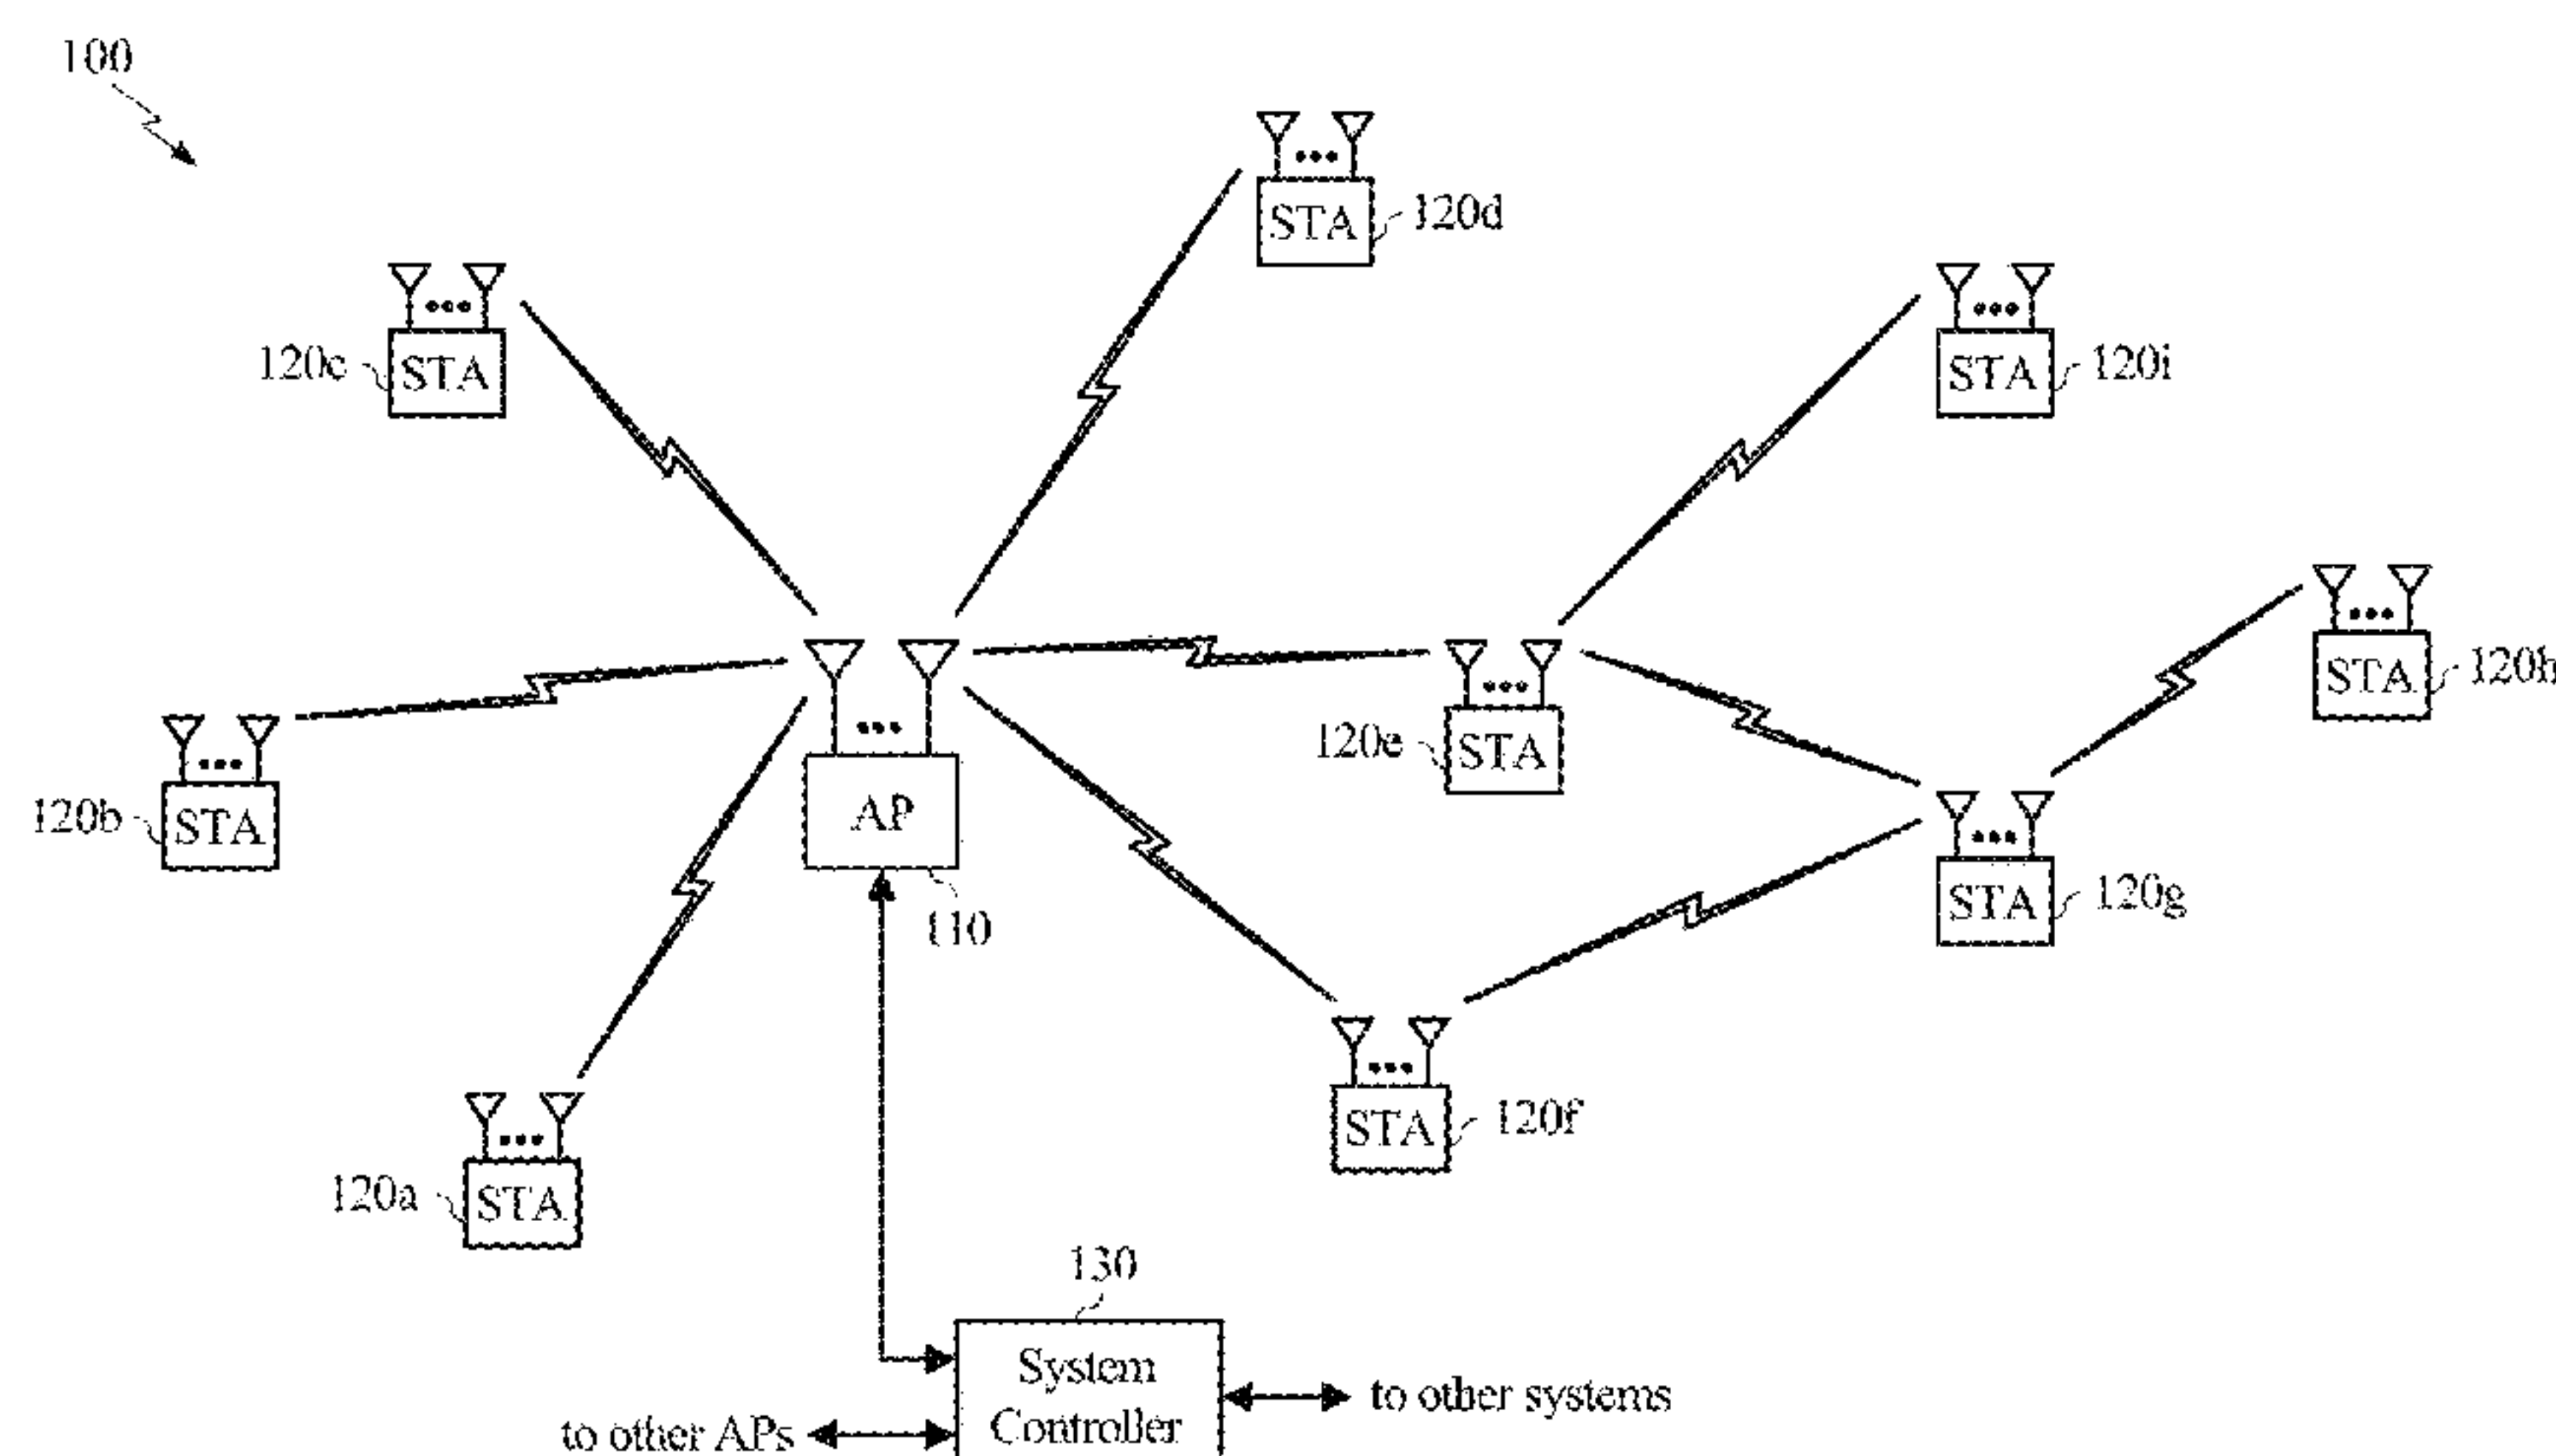 100
STA
120d
120c
STA
STA
120i
120e
STA
STA
120h
120b
STA
AP
110
STA
120g
STA
120f
120a
STA
130
System
Controller
to other systems
to other APs